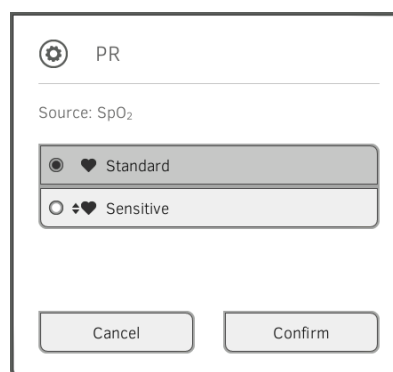 PR
Source: SpO₂
Standard
Sensitive
Cancel
Confirm